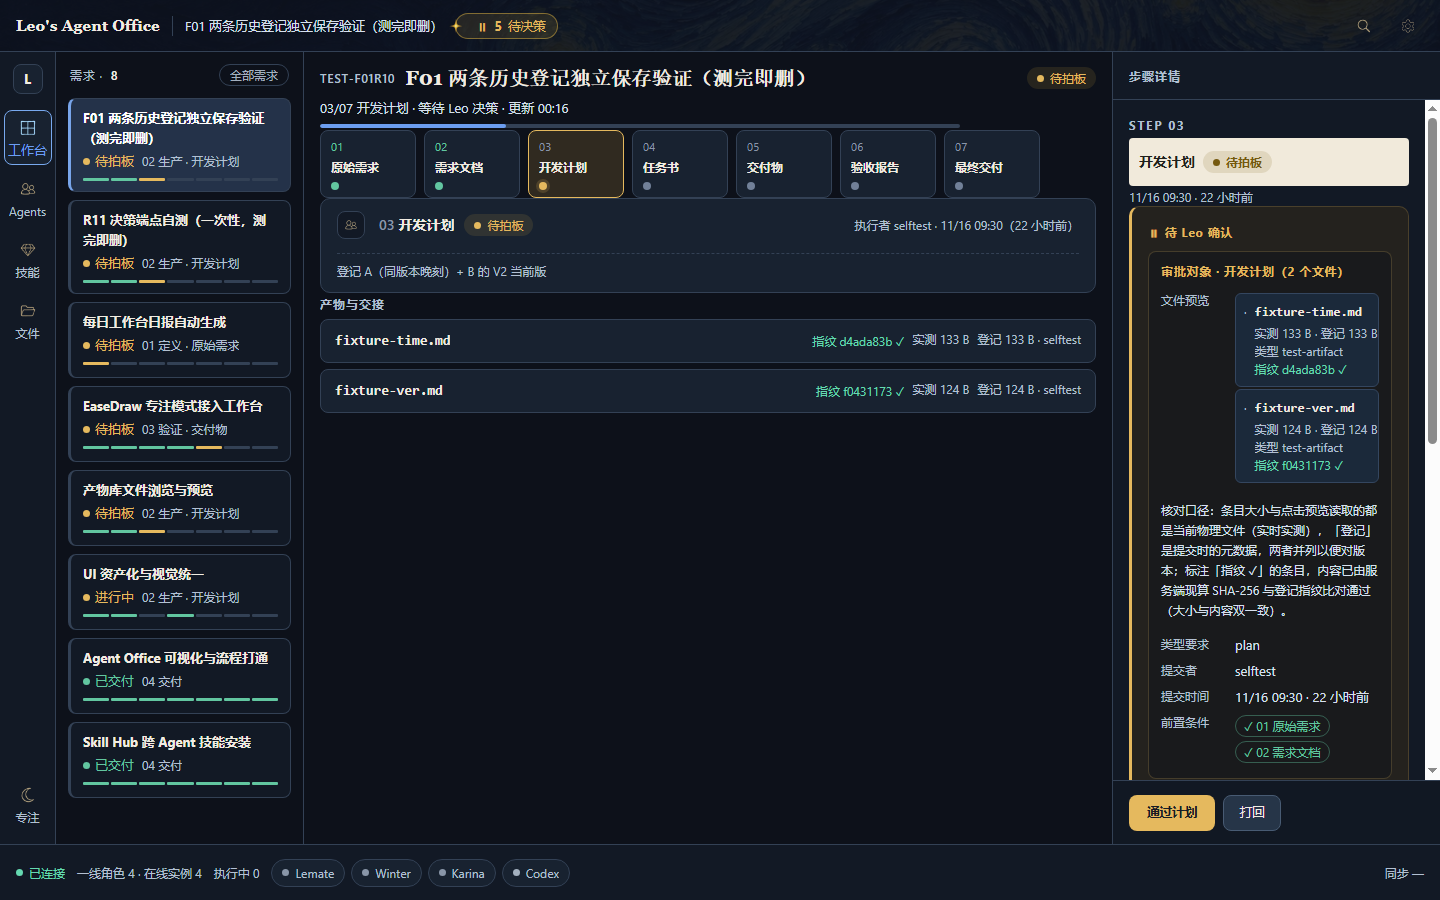 Leo's Agent Office
F01 两条历史登记独立保存验证（测完即删）
5 待决策
L
工作台
Agents
技能
文件
专注
需求 · 8
全部需求
F01 两条历史登记独立保存验证
（测完即删）
待拍板 02 生产 · 开发计划
R11 决策端点自测（一次性，测
完即删）
待拍板 02 生产 · 开发计划
每日工作台日报自动生成
待拍板 01 定义 · 原始需求
EaseDraw 专注模式接入工作台
待拍板 03 验证 · 交付物
产物库文件浏览与预览
待拍板 02 生产 · 开发计划
UI 资产化与视觉统一
进行中 02 生产 · 开发计划
Agent Office 可视化与流程打通
已交付 04 交付
Skill Hub 跨 Agent 技能安装
已交付 04 交付
TEST-F01R10 F01 两条历史登记独立保存验证（测完即删）
待拍板
03/07 开发计划 · 等待 Leo 决策 · 更新 00:16
01
原始需求
02
需求文档
03
开发计划
04
任务书
05
交付物
06
验收报告
07
最终交付
03 开发计划 待拍板
执行者 selftest · 11/16 09:30（22 小时前）
登记 A（同版本晚刻）+ B 的 V2 当前版
产物与交接
fixture-time.md
指纹 d4ada83b ✓ 实测 133 B 登记 133 B · selftest
fixture-ver.md
指纹 f0431173 ✓ 实测 124 B 登记 124 B · selftest
步骤详情
STEP 03
开发计划 待拍板
11/16 09:30 · 22 小时前
待 Leo 确认
审批对象 · 开发计划（2 个文件）
文件预览
· fixture-time.md
实测 133 B · 登记 133 B
类型 test-artifact
指纹 d4ada83b ✓
· fixture-ver.md
实测 124 B · 登记 124 B
类型 test-artifact
指纹 f0431173 ✓
核对口径：条目大小与点击预览读取的都
是当前物理文件（实时实测），「登记」
是提交时的元数据，两者并列以便对版
本；标注「指纹 ✓」的条目，内容已由服
务端现算 SHA-256 与登记指纹比对通过
（大小与内容双一致）。
类型要求 plan
提交者 selftest
提交时间 11/16 09:30 · 22 小时前
前置条件 ✓ 01 原始需求
✓ 02 需求文档
通过计划
打回
已连接 一线角色 4 · 在线实例 4 执行中 0
Lemate
Winter
Karina
Codex
同步 —